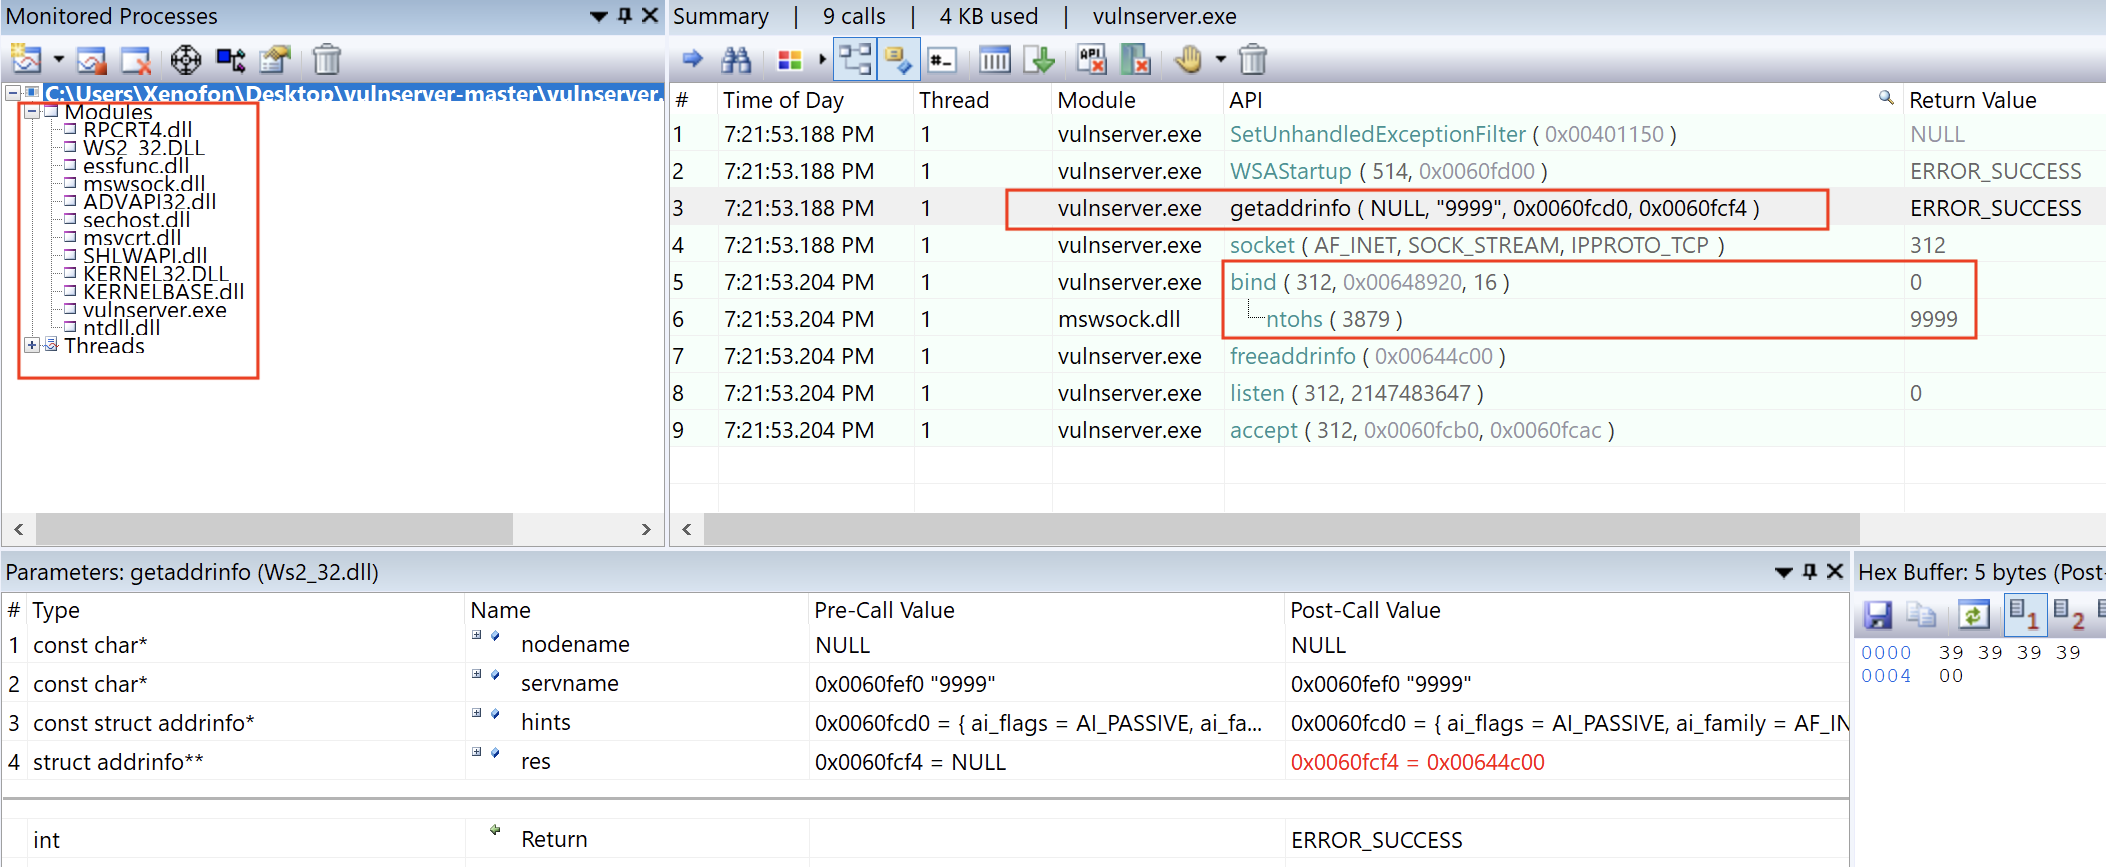 Monitored Processes
C:\Users\Xenofon\Desktop\vulnserver-master\vulnserver.
Modules
RPCRT4.dll
WS2_32.DLL
essfunc.dll
mswsock.dll
ADVAPI32.dll
sechost.dll
msvcrt.dll
SHLWAPI.dll
KERNEL32.DLL
KERNELBASE.dll
vulnserver.exe
ntdll.dll
Threads
Summary | 9 calls | 4 KB used | vulnserver.exe
# Time of Day Thread Module API Return Value
1 7:21:53.188 PM 1 vulnserver.exe SetUnhandledExceptionFilter ( 0x00401150 ) NULL
2 7:21:53.188 PM 1 vulnserver.exe WSAStartup ( 514, 0x0060fd00 ) ERROR_SUCCESS
3 7:21:53.188 PM 1 vulnserver.exe getaddrinfo ( NULL, "9999", 0x0060fcd0, 0x0060fcf4 ) ERROR_SUCCESS
4 7:21:53.188 PM 1 vulnserver.exe socket ( AF_INET, SOCK_STREAM, IPPROTO_TCP ) 312
5 7:21:53.204 PM 1 vulnserver.exe bind ( 312, 0x00648920, 16 ) 0
6 7:21:53.204 PM 1 mswsock.dll ntohs ( 3879 ) 9999
7 7:21:53.204 PM 1 vulnserver.exe freeaddrinfo ( 0x00644c00 )
8 7:21:53.204 PM 1 vulnserver.exe listen ( 312, 2147483647 ) 0
9 7:21:53.204 PM 1 vulnserver.exe accept ( 312, 0x0060fcb0, 0x0060fcac )
Parameters: getaddrinfo (Ws2_32.dll)
# Type Name Pre-Call Value Post-Call Value
1 const char* nodename NULL NULL
2 const char* servname 0x0060fef0 "9999" 0x0060fef0 "9999"
3 const struct addrinfo* hints 0x0060fcd0 = { ai_flags = AI_PASSIVE, ai_fa... 0x0060fcd0 = { ai_flags = AI_PASSIVE, ai_family = AF_IN
4 struct addrinfo** res 0x0060fcf4 = NULL 0x0060fcf4 = 0x00644c00
int Return ERROR_SUCCESS
Hex Buffer: 5 bytes (Post-
1 2
0000 39 39 39 39
0004 00